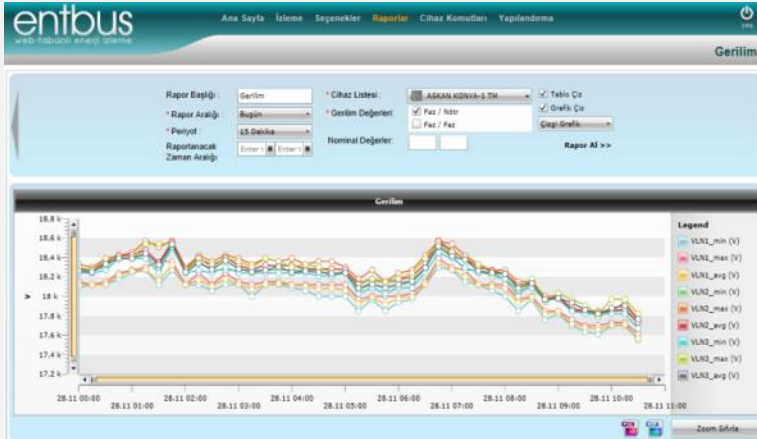 entbus
web-tabanlı enerji izleme
Ana Sayfa İzleme Seçenekler Raporlar Cihaz Komutları Yapılandırma
Gerilim
Rapor Başlığı : Gerilim * Cihaz Listesi : ASKAN KONYA-1 TM Tablo Çiz
* Rapor Aralığı Bugün * Gerilim Değerleri: Faz / Nötr Grafik Çiz
* Periyot : 15 Dakika Faz / Faz Çizgi Grafik
Raporlanacak Zaman Aralığı Enter t Enter t Nominal Değerler: Rapor Al >>
Gerilim
18.8 k
18.6 k
18.4 k
18.2 k
18 k
17.8 k
17.6 k
17.4 k
17.2 k
V
Legend
VLN1_min (V)
VLN1_max (V)
VLN1_avg (V)
VLN2_min (V)
VLN2_max (V)
VLN2_avg (V)
VLN3_min (V)
VLN3_max (V)
VLN3_avg (V)
28.11 00:00 28.11 02:00 28.11 04:00 28.11 06:00 28.11 08:00 28.11 10:00
28.11 01:00 28.11 03:00 28.11 05:00 28.11 07:00 28.11 09:00 28.11 11:00
Zoom Sıfırla